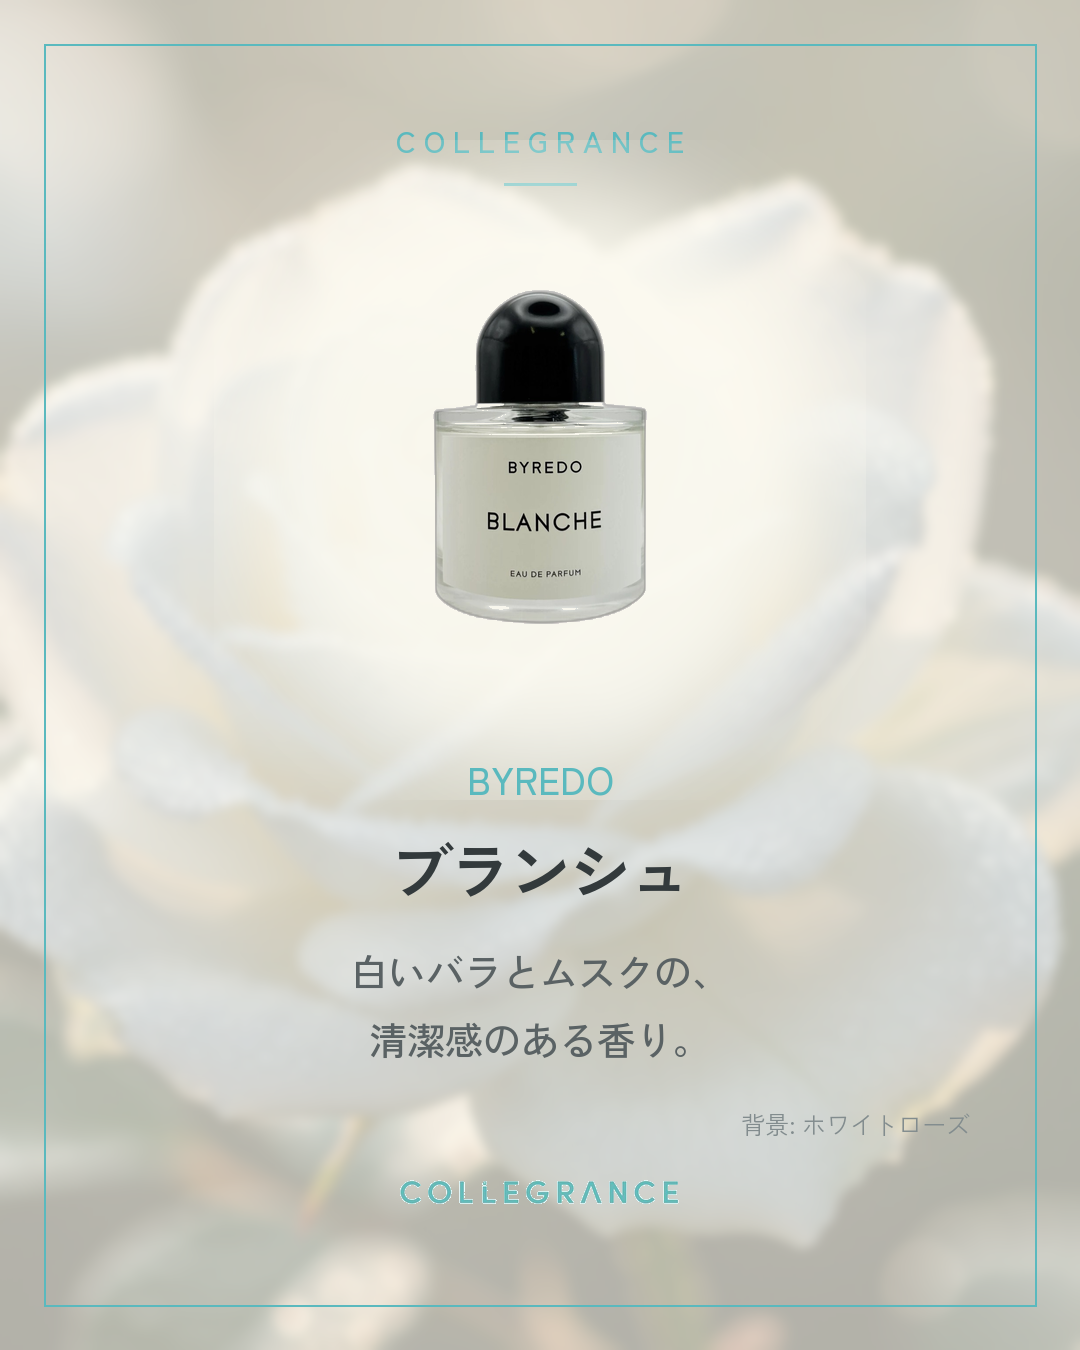 COLLEGRANCE
BYREDO
BLANCHE
EAU DE PARFUM
BYREDO
ブランシュ
白いバラとムスクの、
清潔感のある香り。
背景: ホワイトローズ
COLLEGRANCE